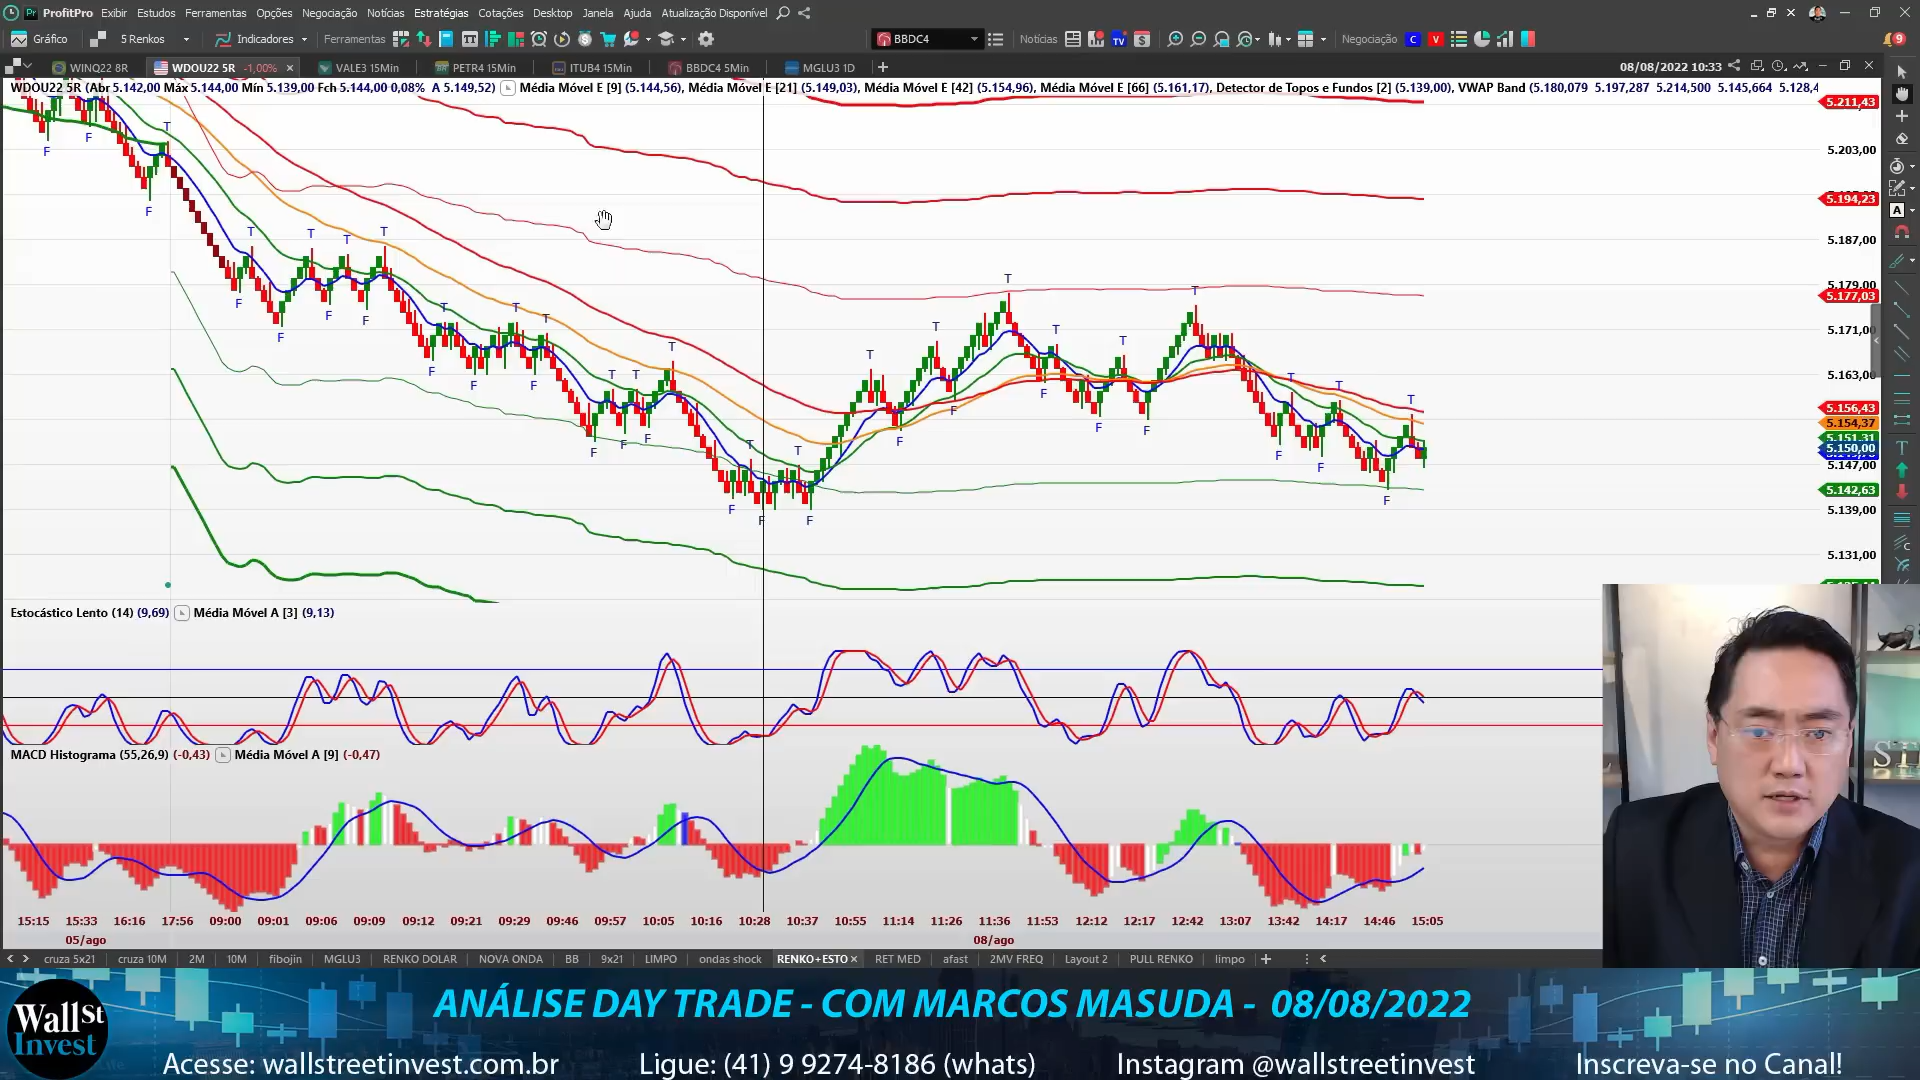 ProfitPro Exibir Estudos Ferramentas Opções Negociação Notícias Estratégias Cotações Desktop Janela Ajuda Atualização Disponível
Gráfico 5 Renkos Indicadores Ferramentas BBDC4 Notícias Negociação C V 9
WINQ22 8R WDOU22 5R -1,00% VALE3 15Min PETR4 15Min ITUB4 15Min BBDC4 5Min MGLU3 1D 08/08/2022 10:33
WDOU22 5R (Abr 5.142,00 Máx 5.144,00 Mín 5.139,00 Fch 5.144,00 0,08% A 5.149,52) Média Móvel E [9] (5.144,56), Média Móvel E [21] (5.149,03), Média Móvel E [42] (5.154,96), Média Móvel E [66] (5.161,17), Detector de Topos e Fundos [2] (5.139,00), VWAP Band (5.180,079 5.197,287 5.214,500 5.145,664 5.128,4
5.211,43
5.203,00
5.194,23
5.187,00
5.179,00
5.177,03
5.171,00
5.163,00
5.156,43
5.154,37
5.151,31
5.150,00
5.147,00
5.142,63
5.139,00
5.131,00
Estocástico Lento (14) (9,69) Média Móvel A [3] (9,13)
MACD Histograma (55,26,9) (-0,43) Média Móvel A [9] (-0,47)
15:15 15:33 16:16 17:56 09:00 09:01 09:06 09:09 09:12 09:21 09:29 09:46 09:57 10:05 10:16 10:28 10:37 10:55 11:14 11:26 11:36 11:53 12:12 12:17 12:42 13:07 13:42 14:17 14:46 15:05
05/ago 08/ago
cruza 5x21 cruza 10M 2M 10M fibojin MGLU3 RENKO DOLAR NOVA ONDA BB 9x21 LIMPO ondas shock RENKO+ESTO RET MED afast 2MV FREQ Layout 2 PULL RENKO limpo
ANÁLISE DAY TRADE - COM MARCOS MASUDA - 08/08/2022
Wall St
Invest
Acesse: wallstreetinvest.com.br Ligue: (41) 9 9274-8186 (whats) Instagram @wallstreetinvest Inscreva-se no Canal!